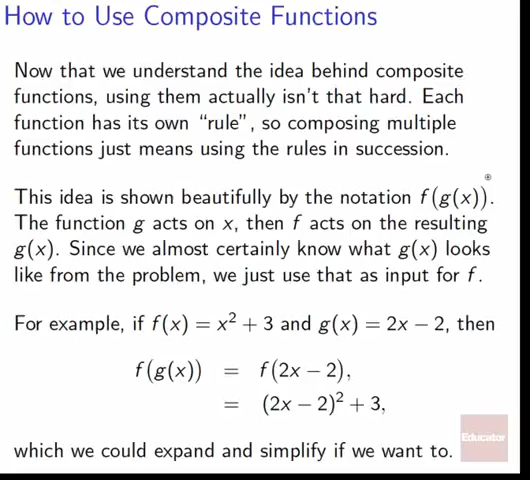 How to Use Composite Functions
Now that we understand the idea behind composite
functions, using them actually isn't that hard. Each
function has its own “rule”, so composing multiple
functions just means using the rules in succession.
This idea is shown beautifully by the notation f(g(x)).
The function g acts on x, then f acts on the resulting
g(x). Since we almost certainly know what g(x) looks
like from the problem, we just use that as input for f.
For example, if f(x) = x² + 3 and g(x) = 2x − 2, then
f(g(x)) = f(2x − 2),
= (2x − 2)² + 3,
which we could expand and simplify if we want to.
Educator